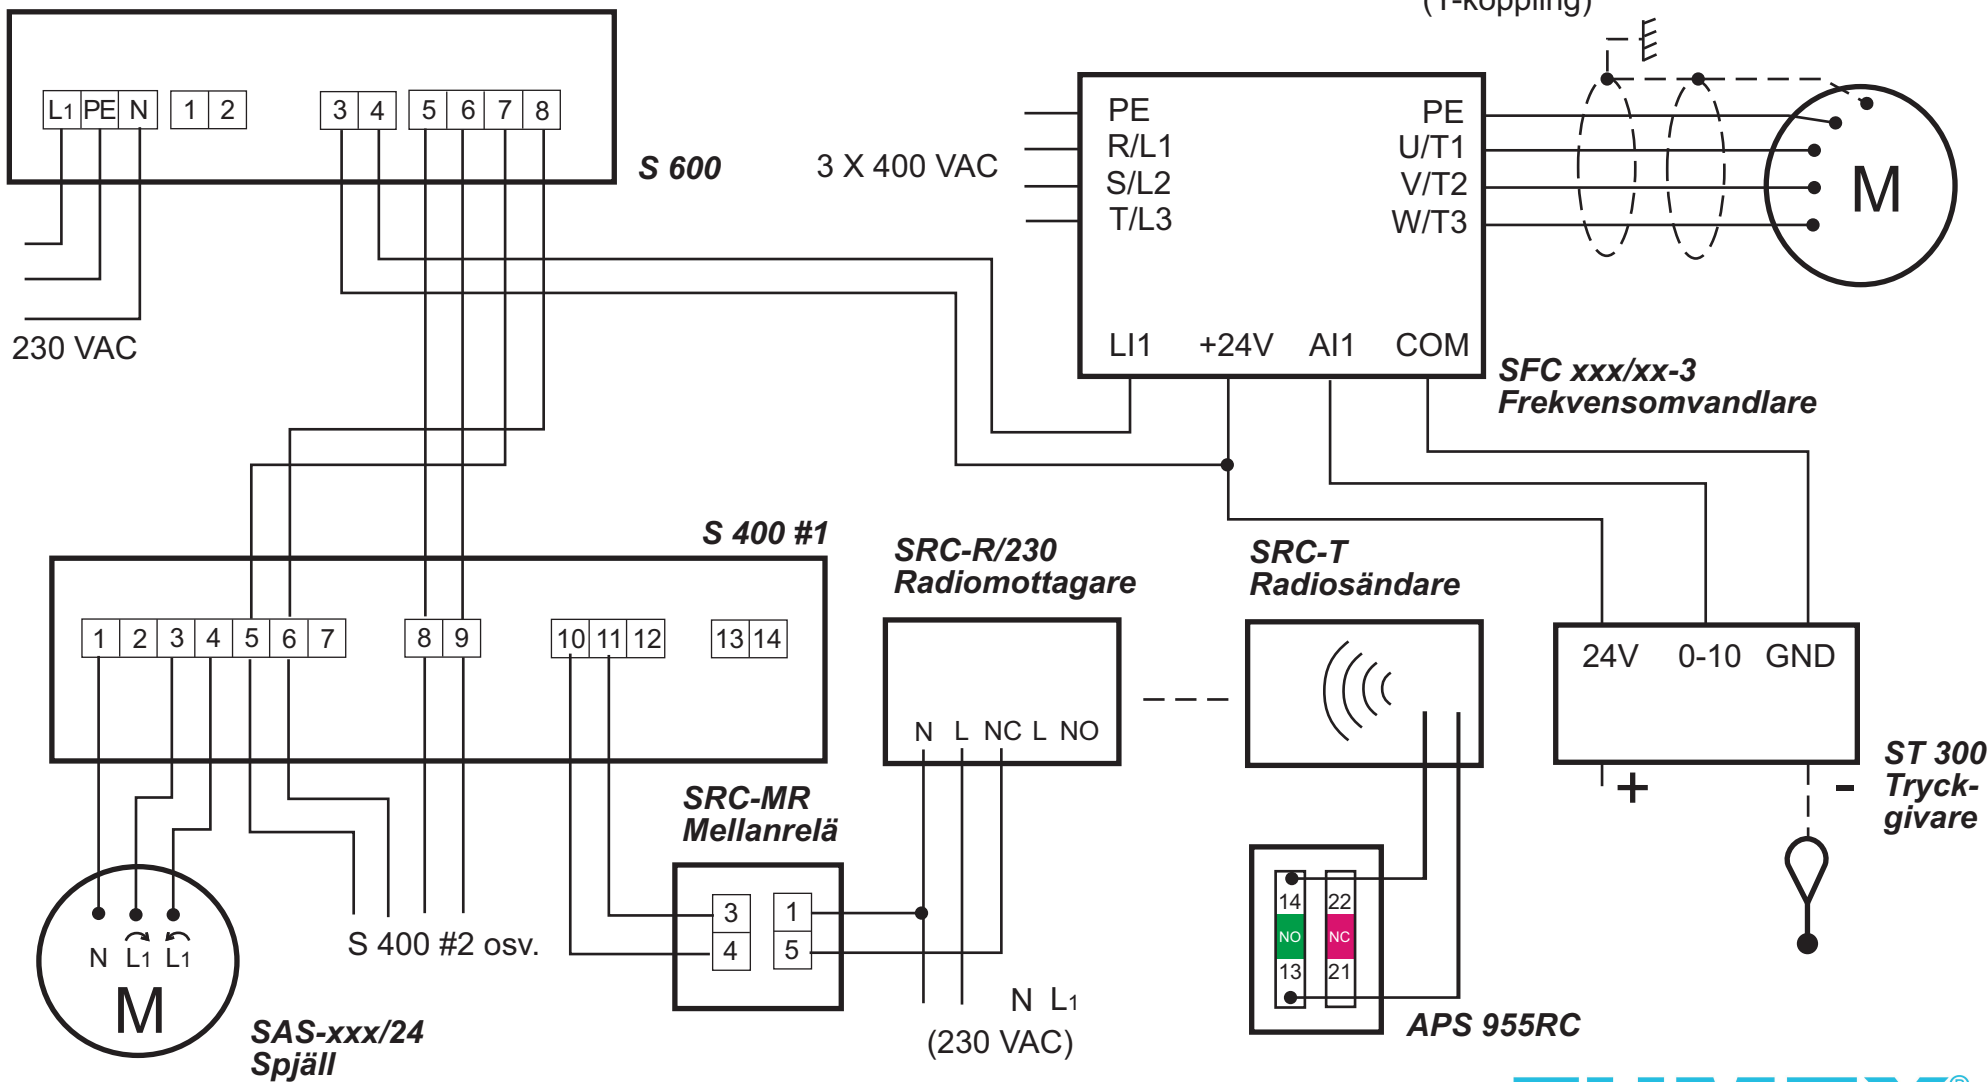 (Y-koppling)
L1 PE N 1 2 3 4 5 6 7 8
S 600
230 VAC
3 X 400 VAC
PE PE
R/L1 U/T1
S/L2 V/T2
T/L3 W/T3
M
LI1 +24V AI1 COM
SFC xxx/xx-3
Frekvensomvandlare
S 400 #1
1 2 3 4 5 6 7 8 9 10 11 12 13 14
SRC-R/230
Radiomottagare
N L NC L NO
SRC-T
Radiosändare
24V 0-10 GND
+ -
ST 300
Tryck-
givare
SRC-MR
Mellanrelä
3 1
4 5
S 400 #2 osv.
N L1 L1
M
SAS-xxx/24
Spjäll
N L1
(230 VAC)
14 22
NO NC
13 21
APS 955RC